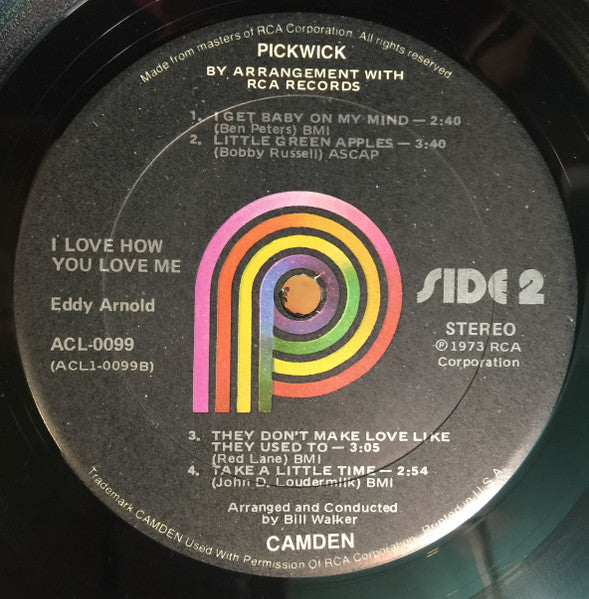 Made from masters of RCA Corporation. All rights reserved.
PICKWICK
BY ARRANGEMENT WITH
RCA RECORDS
1. I GET BABY ON MY MIND — 2:40
(Ben Peters) BMI
2. LITTLE GREEN APPLES — 3:40
(Bobby Russell) ASCAP
I LOVE HOW
YOU LOVE ME
Eddy Arnold
ACL-0099
(ACL1-0099B)
SIDE 2
STEREO
℗1973 RCA
Corporation
3. THEY DON'T MAKE LOVE LIKE
THEY USED TO — 3:05
(Red Lane) BMI
4. TAKE A LITTLE TIME — 2:54
(John D. Loudermilk) BMI
Arranged and Conducted
by Bill Walker
CAMDEN
Trademark CAMDEN Used With Permission Of RCA Corporation. Printed in U.S.A.